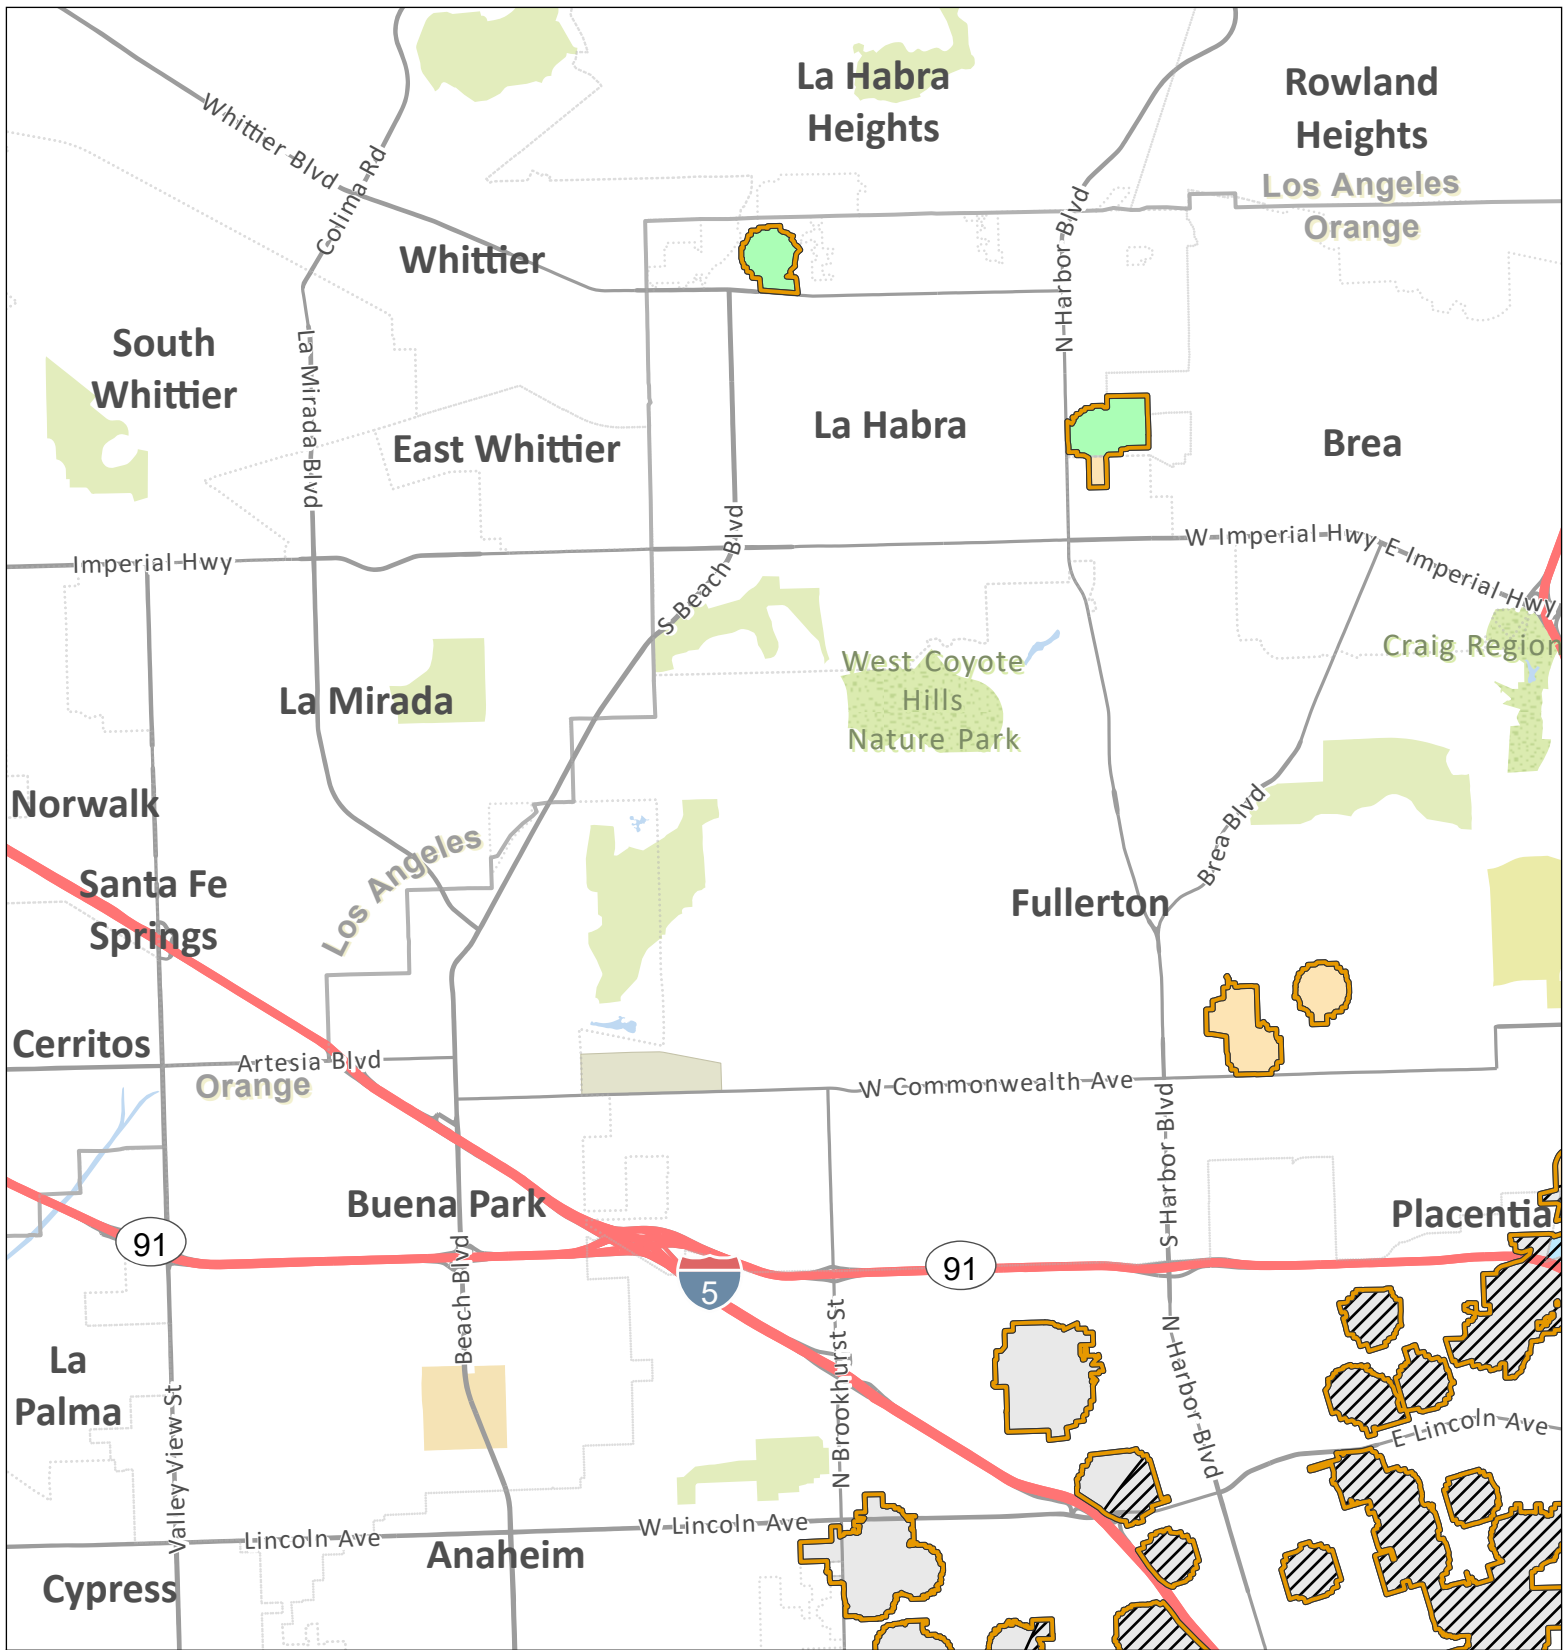 La Habra
Heights
Rowland
Heights
Los Angeles
Orange
Whittier Blvd
Colima Rd
N Harbor Blvd
Whittier
South
Whittier
La Mirada Blvd
East Whittier
La Habra
Brea
Imperial Hwy
S Beach Blvd
W Imperial Hwy
E Imperial Hwy
Craig Region
West Coyote
Hills
Nature Park
La Mirada
Norwalk
Los Angeles
Brea Blvd
Santa Fe
Springs
Fullerton
Cerritos
Artesia Blvd
Orange
W Commonwealth Ave
S Harbor Blvd
Buena Park
Placentia
91
91
5
Beach Blvd
N Brookhurst St
N Harbor Blvd
La
Palma
Valley View St
E Lincoln Ave
Lincoln Ave
W Lincoln Ave
Anaheim
Cypress